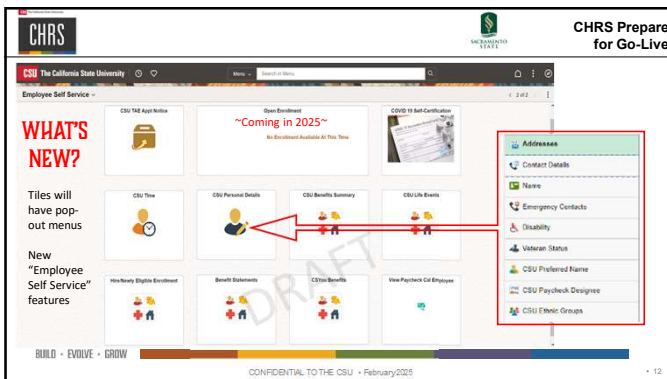 CHRS
SACRAMENTO
STATE
CHRS Prepare
for Go-Live
CSU The California State University
Menu
Search in Menu
Employee Self Service
2 of 2
WHAT'S
NEW?
Tiles will
have pop-
out menus
New
"Employee
Self Service"
features
CSU TAE Appt Notice
Open Enrollment
~Coming in 2025~
No Enrollment Available At This Time
COVID 19 Self-Certification
CSU Time
CSU Personal Details
CSU Benefits Summary
CSU Life Events
Hire/Newly Eligible Enrollment
Benefit Statements
CSYou Benefits
View Paycheck Cal Employee
DRAFT
Addresses
Contact Details
Name
Emergency Contacts
Disability
Veteran Status
CSU Preferred Name
CSU Paycheck Designee
CSU Ethnic Groups
BUILD • EVOLVE • GROW
CONFIDENTIAL TO THE CSU • February 2025
• 12